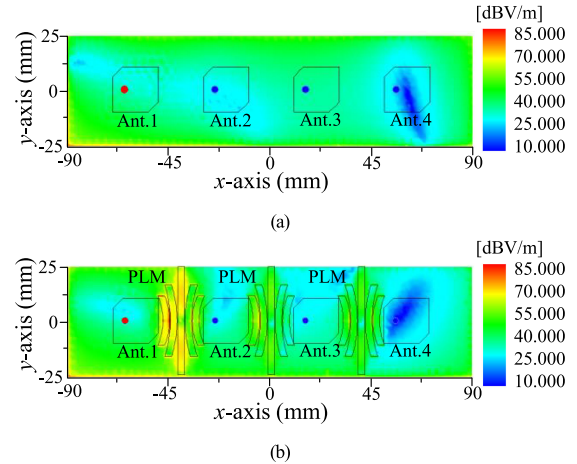 [dBV/m]
25
85.000
70.000
0
55.000
40.000
Ant.1 Ant.2 Ant.3 Ant.4
25.000
-25
10.000
y-axis (mm)
-90 -45 0 45 90
x-axis (mm)
(a)
[dBV/m]
25
PLM PLM PLM
85.000
70.000
0
55.000
40.000
Ant.1 Ant.2 Ant.3 Ant.4
25.000
-25
10.000
y-axis (mm)
-90 -45 0 45 90
x-axis (mm)
(b)